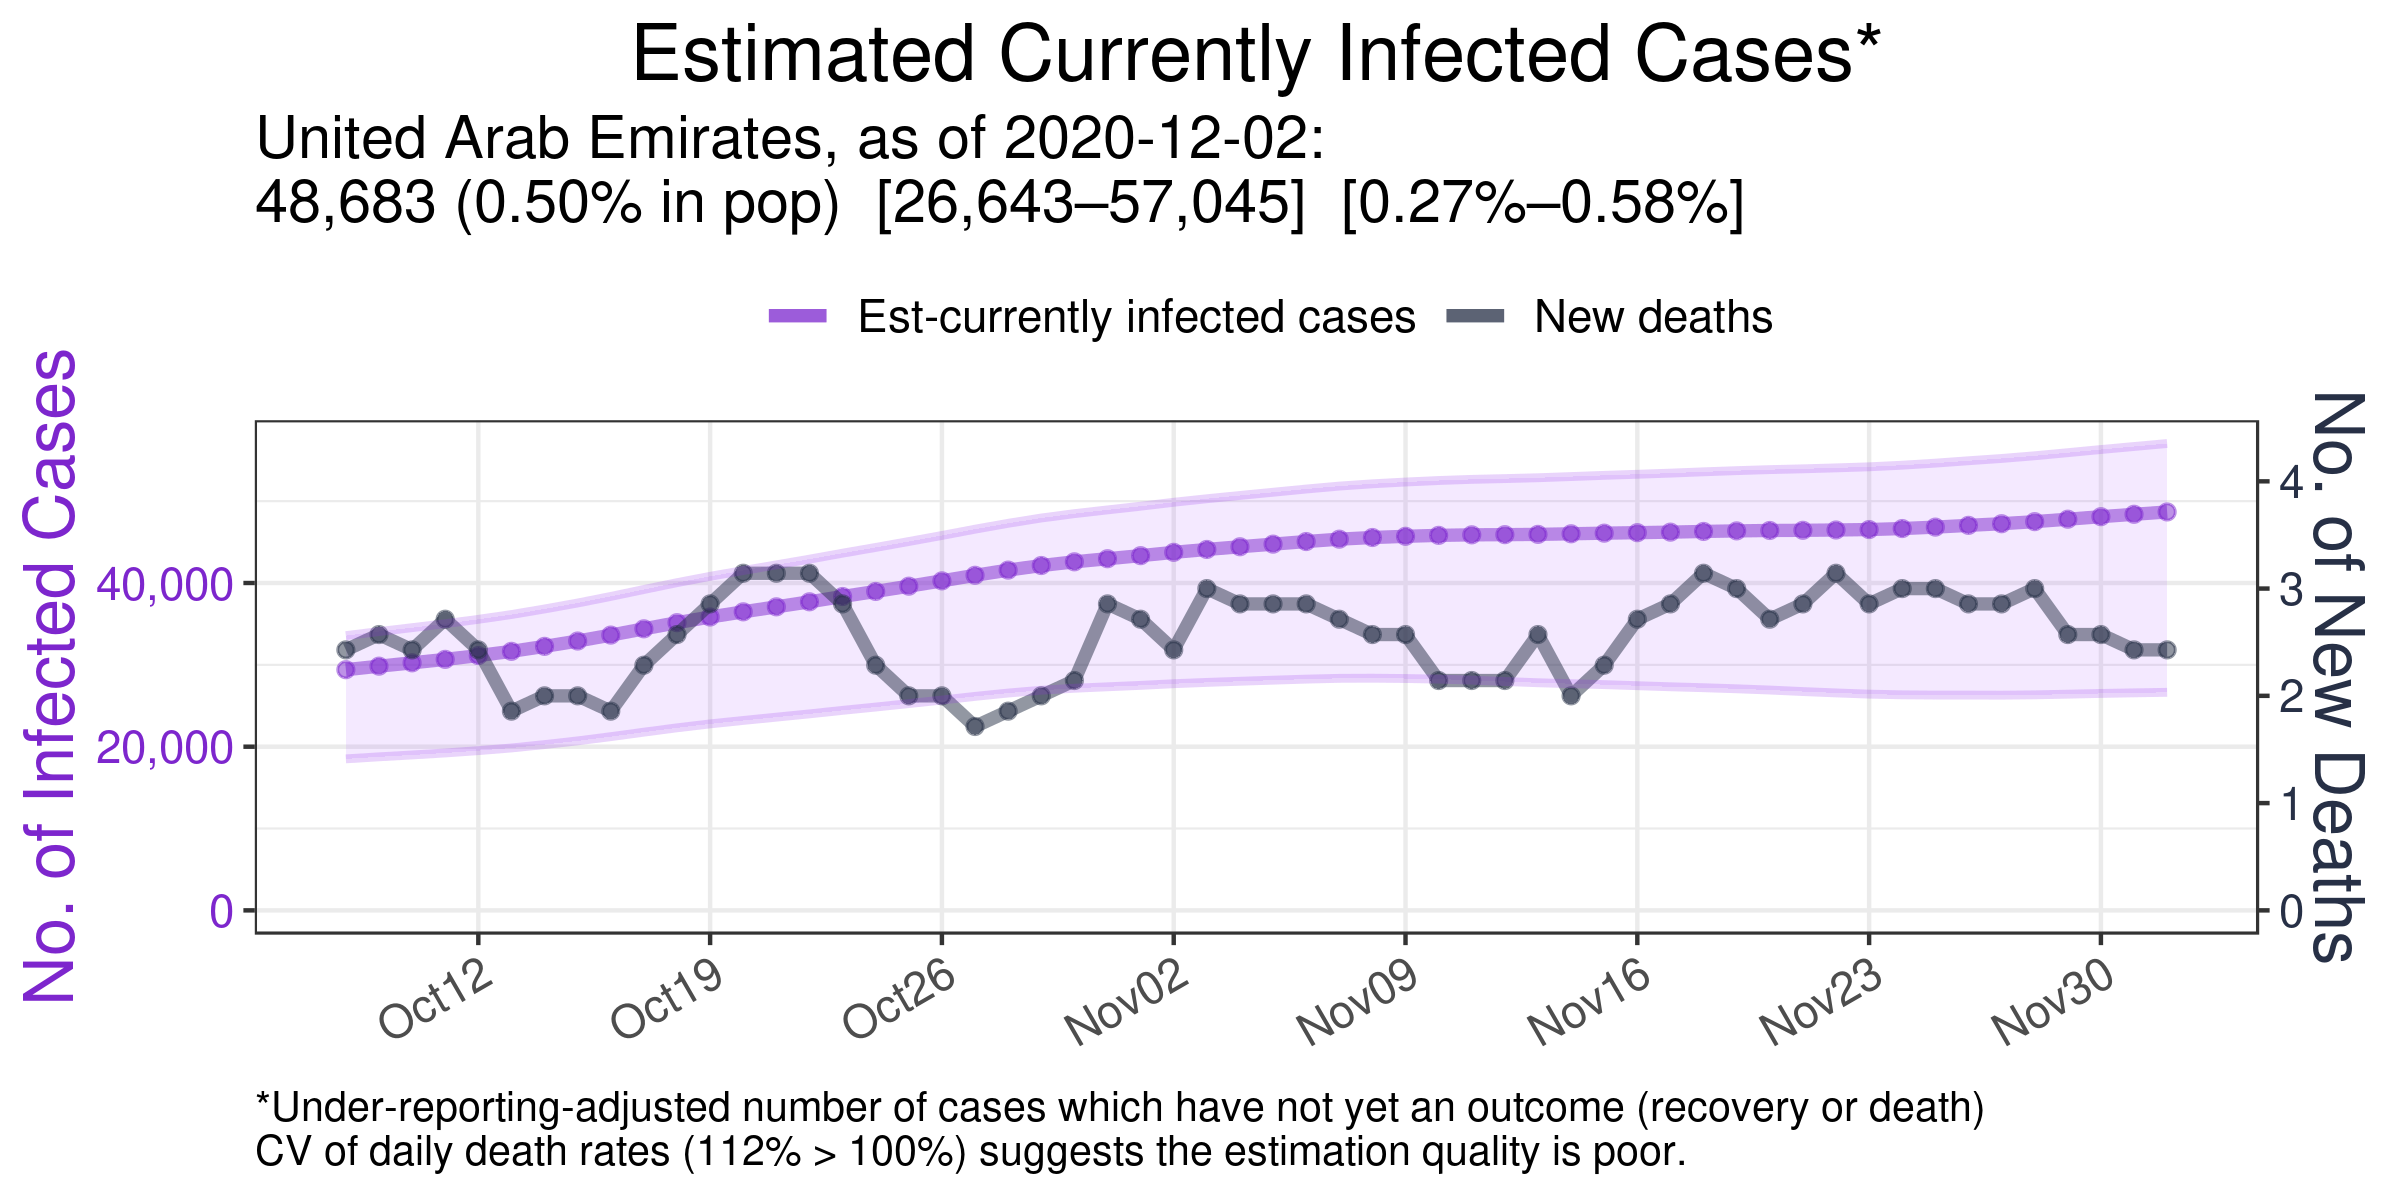 Estimated Currently Infected Cases*
United Arab Emirates, as of 2020-12-02:
48,683 (0.50% in pop)  [26,643–57,045]  [0.27%–0.58%]
Est-currently infected cases
New deaths
No. of Infected Cases
40,000
20,000
0
4
3
2
1
0
No. of New Deaths
Oct12
Oct19
Oct26
Nov02
Nov09
Nov16
Nov23
Nov30
*Under-reporting-adjusted number of cases which have not yet an outcome (recovery or death)
CV of daily death rates (112% > 100%) suggests the estimation quality is poor.